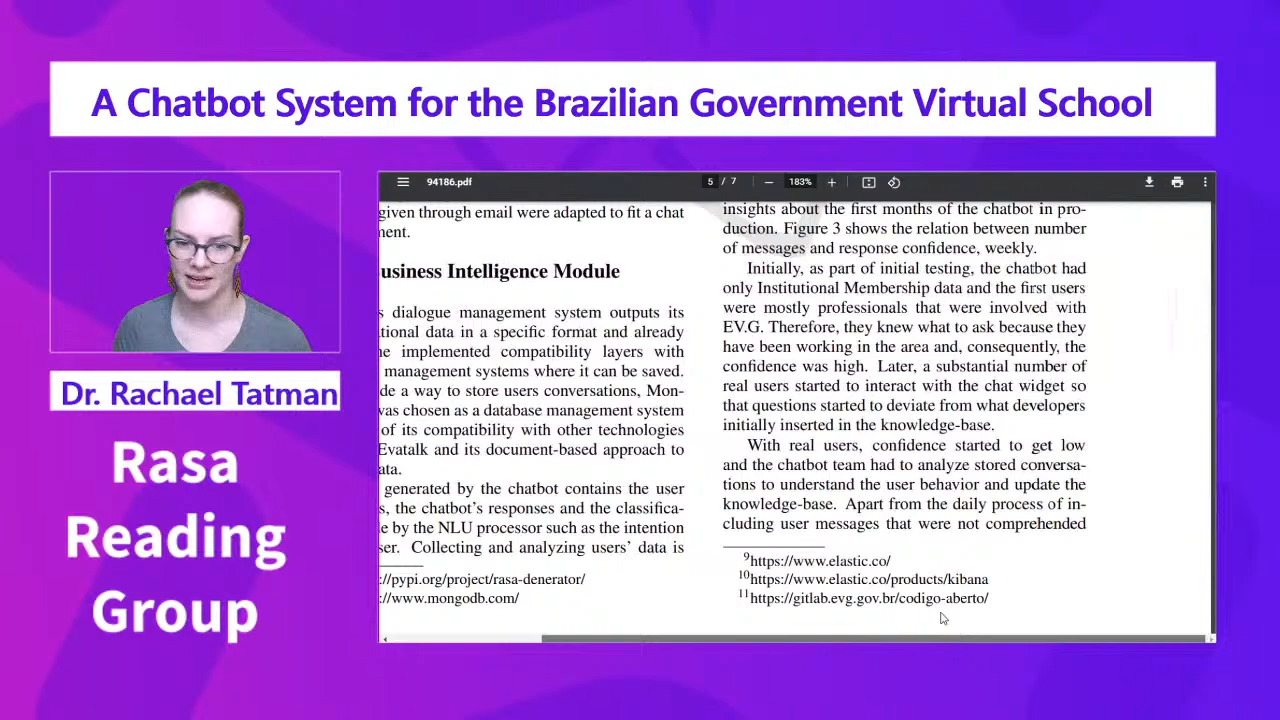 A Chatbot System for the Brazilian Government Virtual School
Dr. Rachael Tatman
Rasa
Reading
Group
94186.pdf
5 / 7
183%
given through email were adapted to fit a chat
ment.
usiness Intelligence Module
s dialogue management system outputs its
tional data in a specific format and already
ne implemented compatibility layers with
management systems where it can be saved.
de a way to store users conversations, Mon-
was chosen as a database management system
of its compatibility with other technologies
Evatalk and its document-based approach to
ata.
generated by the chatbot contains the user
s, the chatbot's responses and the classifica-
e by the NLU processor such as the intention
ser. Collecting and analyzing users' data is
://pypi.org/project/rasa-denerator/
://www.mongodb.com/
insights about the first months of the chatbot in pro-
duction. Figure 3 shows the relation between number
of messages and response confidence, weekly.
Initially, as part of initial testing, the chatbot had
only Institutional Membership data and the first users
were mostly professionals that were involved with
EV.G. Therefore, they knew what to ask because they
have been working in the area and, consequently, the
confidence was high. Later, a substantial number of
real users started to interact with the chat widget so
that questions started to deviate from what developers
initially inserted in the knowledge-base.
With real users, confidence started to get low
and the chatbot team had to analyze stored conversa-
tions to understand the user behavior and update the
knowledge-base. Apart from the daily process of in-
cluding user messages that were not comprehended
9https://www.elastic.co/
10https://www.elastic.co/products/kibana
11https://gitlab.evg.gov.br/codigo-aberto/